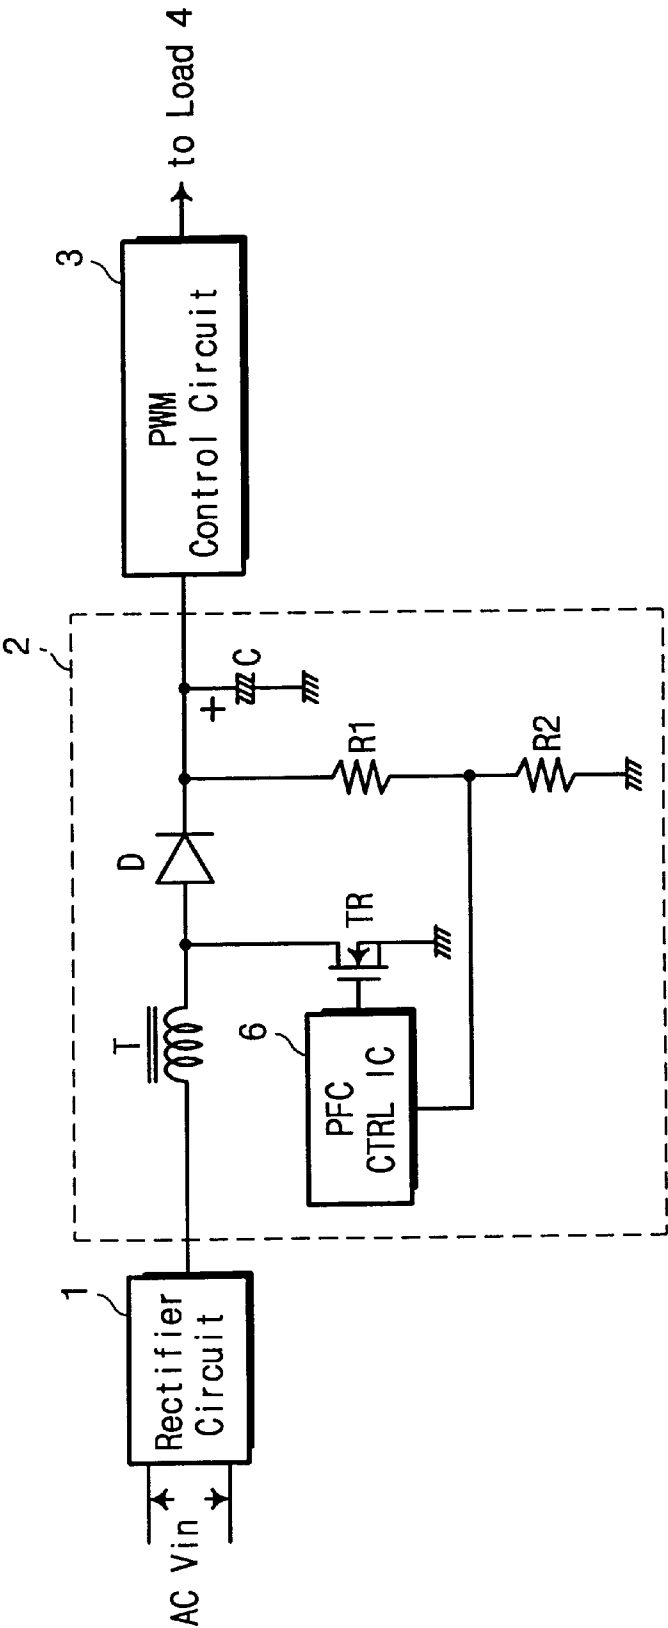 AC Vin
1
Rectifier
Circuit
2
T
D
+
C
6
PFC
CTRL IC
TR
R1
R2
3
PWM
Control Circuit
to Load 4